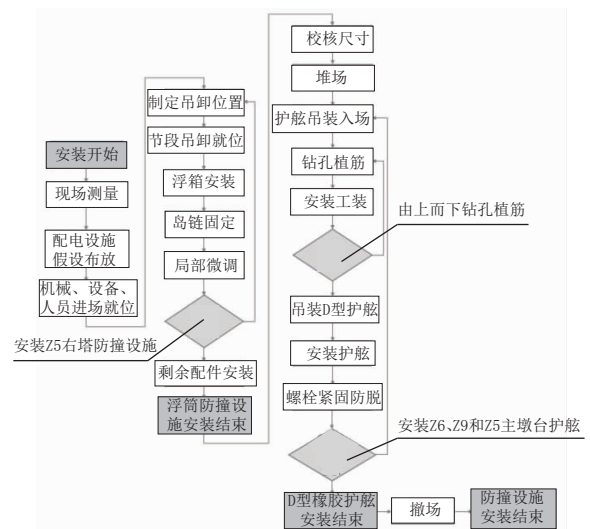 安装开始
现场测量
配电设施
假设布放
机械、设备、
人员进场就位
制定吊卸位置
节段吊卸就位
浮箱安装
岛链固定
局部微调
安装Z5右塔防撞设施
剩余配件安装
浮筒防撞设
施安装结束
校核尺寸
堆场
护舷吊装入场
钻孔植筋
安装工装
由上而下钻孔植筋
吊装D型护舷
安装护舷
螺栓紧固防脱
安装Z6、Z9和Z5主墩台护舷
D型橡胶护舷
安装结束
撤场
防撞设施
安装结束